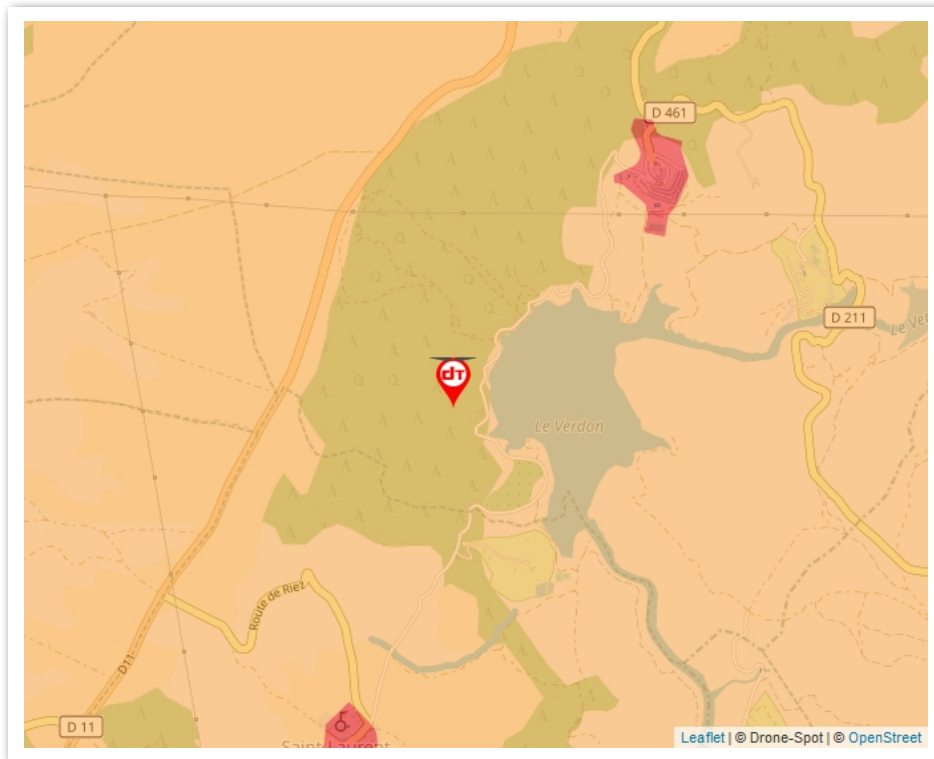 D 461
D 211
Le Ver
dT
Le Verdon
Route de Riez
D11
D 11
Saint-Laurent
Leaflet | © Drone-Spot | © OpenStreet